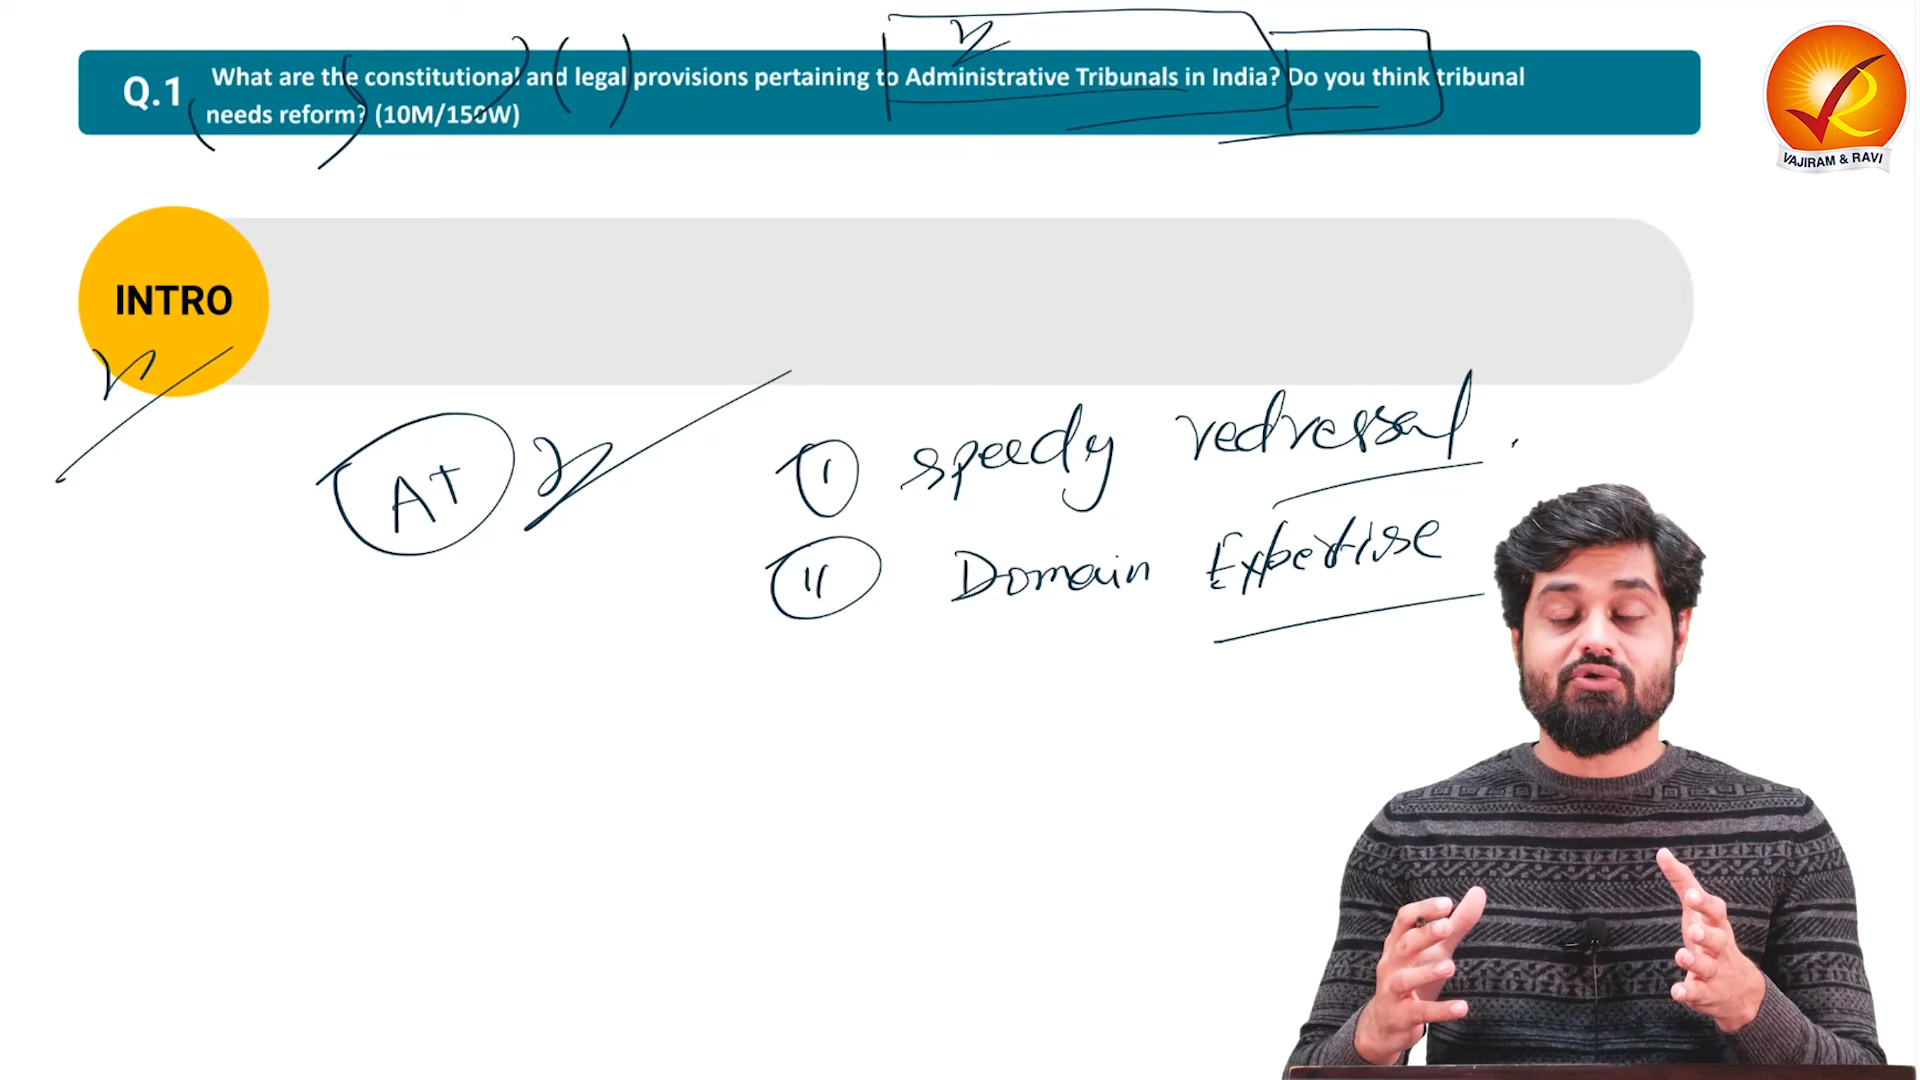 Q.1 What are the constitutional and legal provisions pertaining to Administrative Tribunals in India? Do you think tribunal
needs reform? (10M/150W)
VAJIRAM & RAVI
INTRO
AT
I speedy redressal.
II Domain Expertise